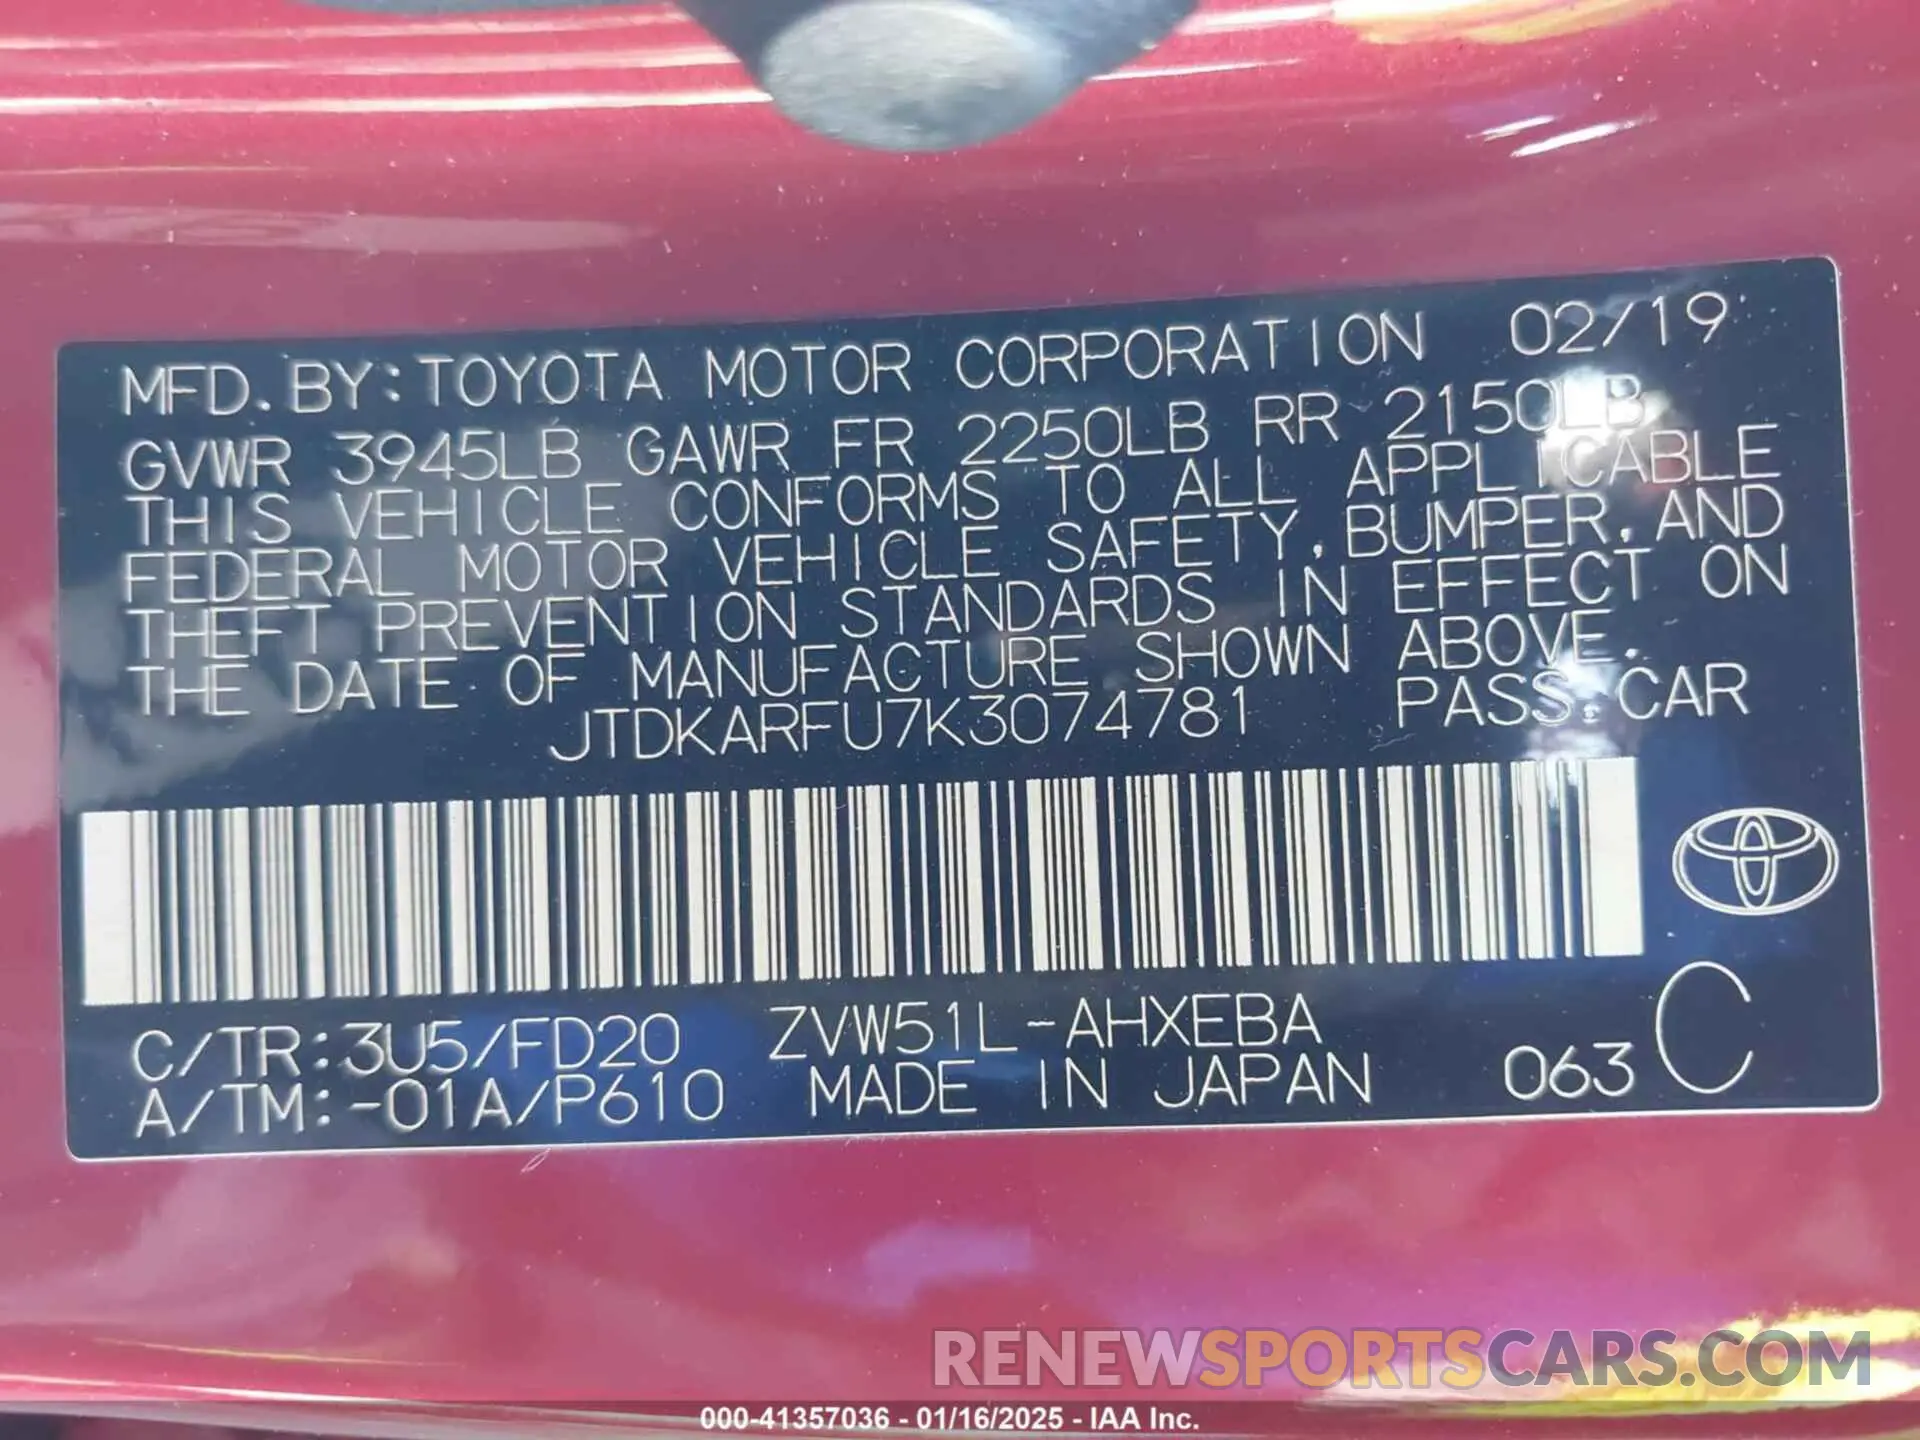 MFD. BY: TOYOTA MOTOR CORPORATION 02/19
GVWR 3945LB GAWR FR 2250LB RR 2150LB
THIS VEHICLE CONFORMS TO ALL APPLICABLE
FEDERAL MOTOR VEHICLE SAFETY, BUMPER, AND
THEFT PREVENTION STANDARDS IN EFFECT ON
THE DATE OF MANUFACTURE SHOWN ABOVE.
JTDKARFU7K3074781 PASS. CAR
C/TR: 3U5/FD20 ZVW51L-AHXEBA
A/TM: -01A/P610 MADE IN JAPAN 063 C
RENEWSPORTSCARS.COM
000-41357036 - 01/16/2025 - IAA Inc.